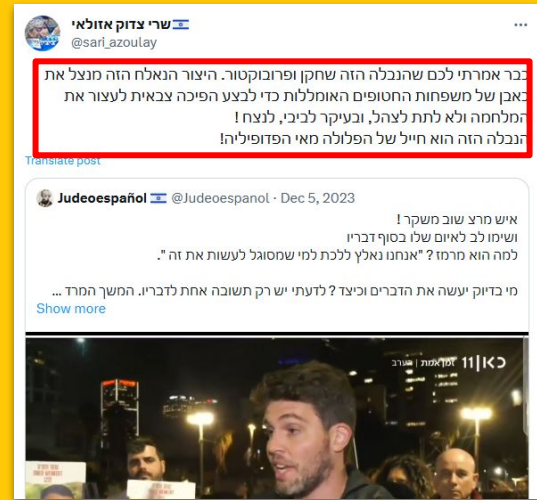 שרי צדוק אזולאי
@sari_azoulay
כבר אמרתי לכם שהנבלה הזה שחקן ופרובוקטור. היצור הנאלח הזה מנצל את
כאבן של משפחות החטופים האומללות כדי לבצע הפיכה צבאית לעצור את
המלחמה ולא לתת לצהל, ובעיקר לביבי, לנצח !
הנבלה הזה הוא חייל של הפלולה מאי הפדופיליה!
Translate post
Judeoespañol @Judeoespanol · Dec 5, 2023
איש מרצ שוב משקר !
ושימו לב לאיום שלו בסוף דבריו
למה הוא מרמז ? "אנחנו נאלץ ללכת למי שמסוגל לעשות את זה ".
מי בדיוק יעשה את הדברים וכיצד ? לדעתי יש רק תשובה אחת לדבריו. המשך המרד ...
Show more
כאן 11 | זמן אמת | הערב